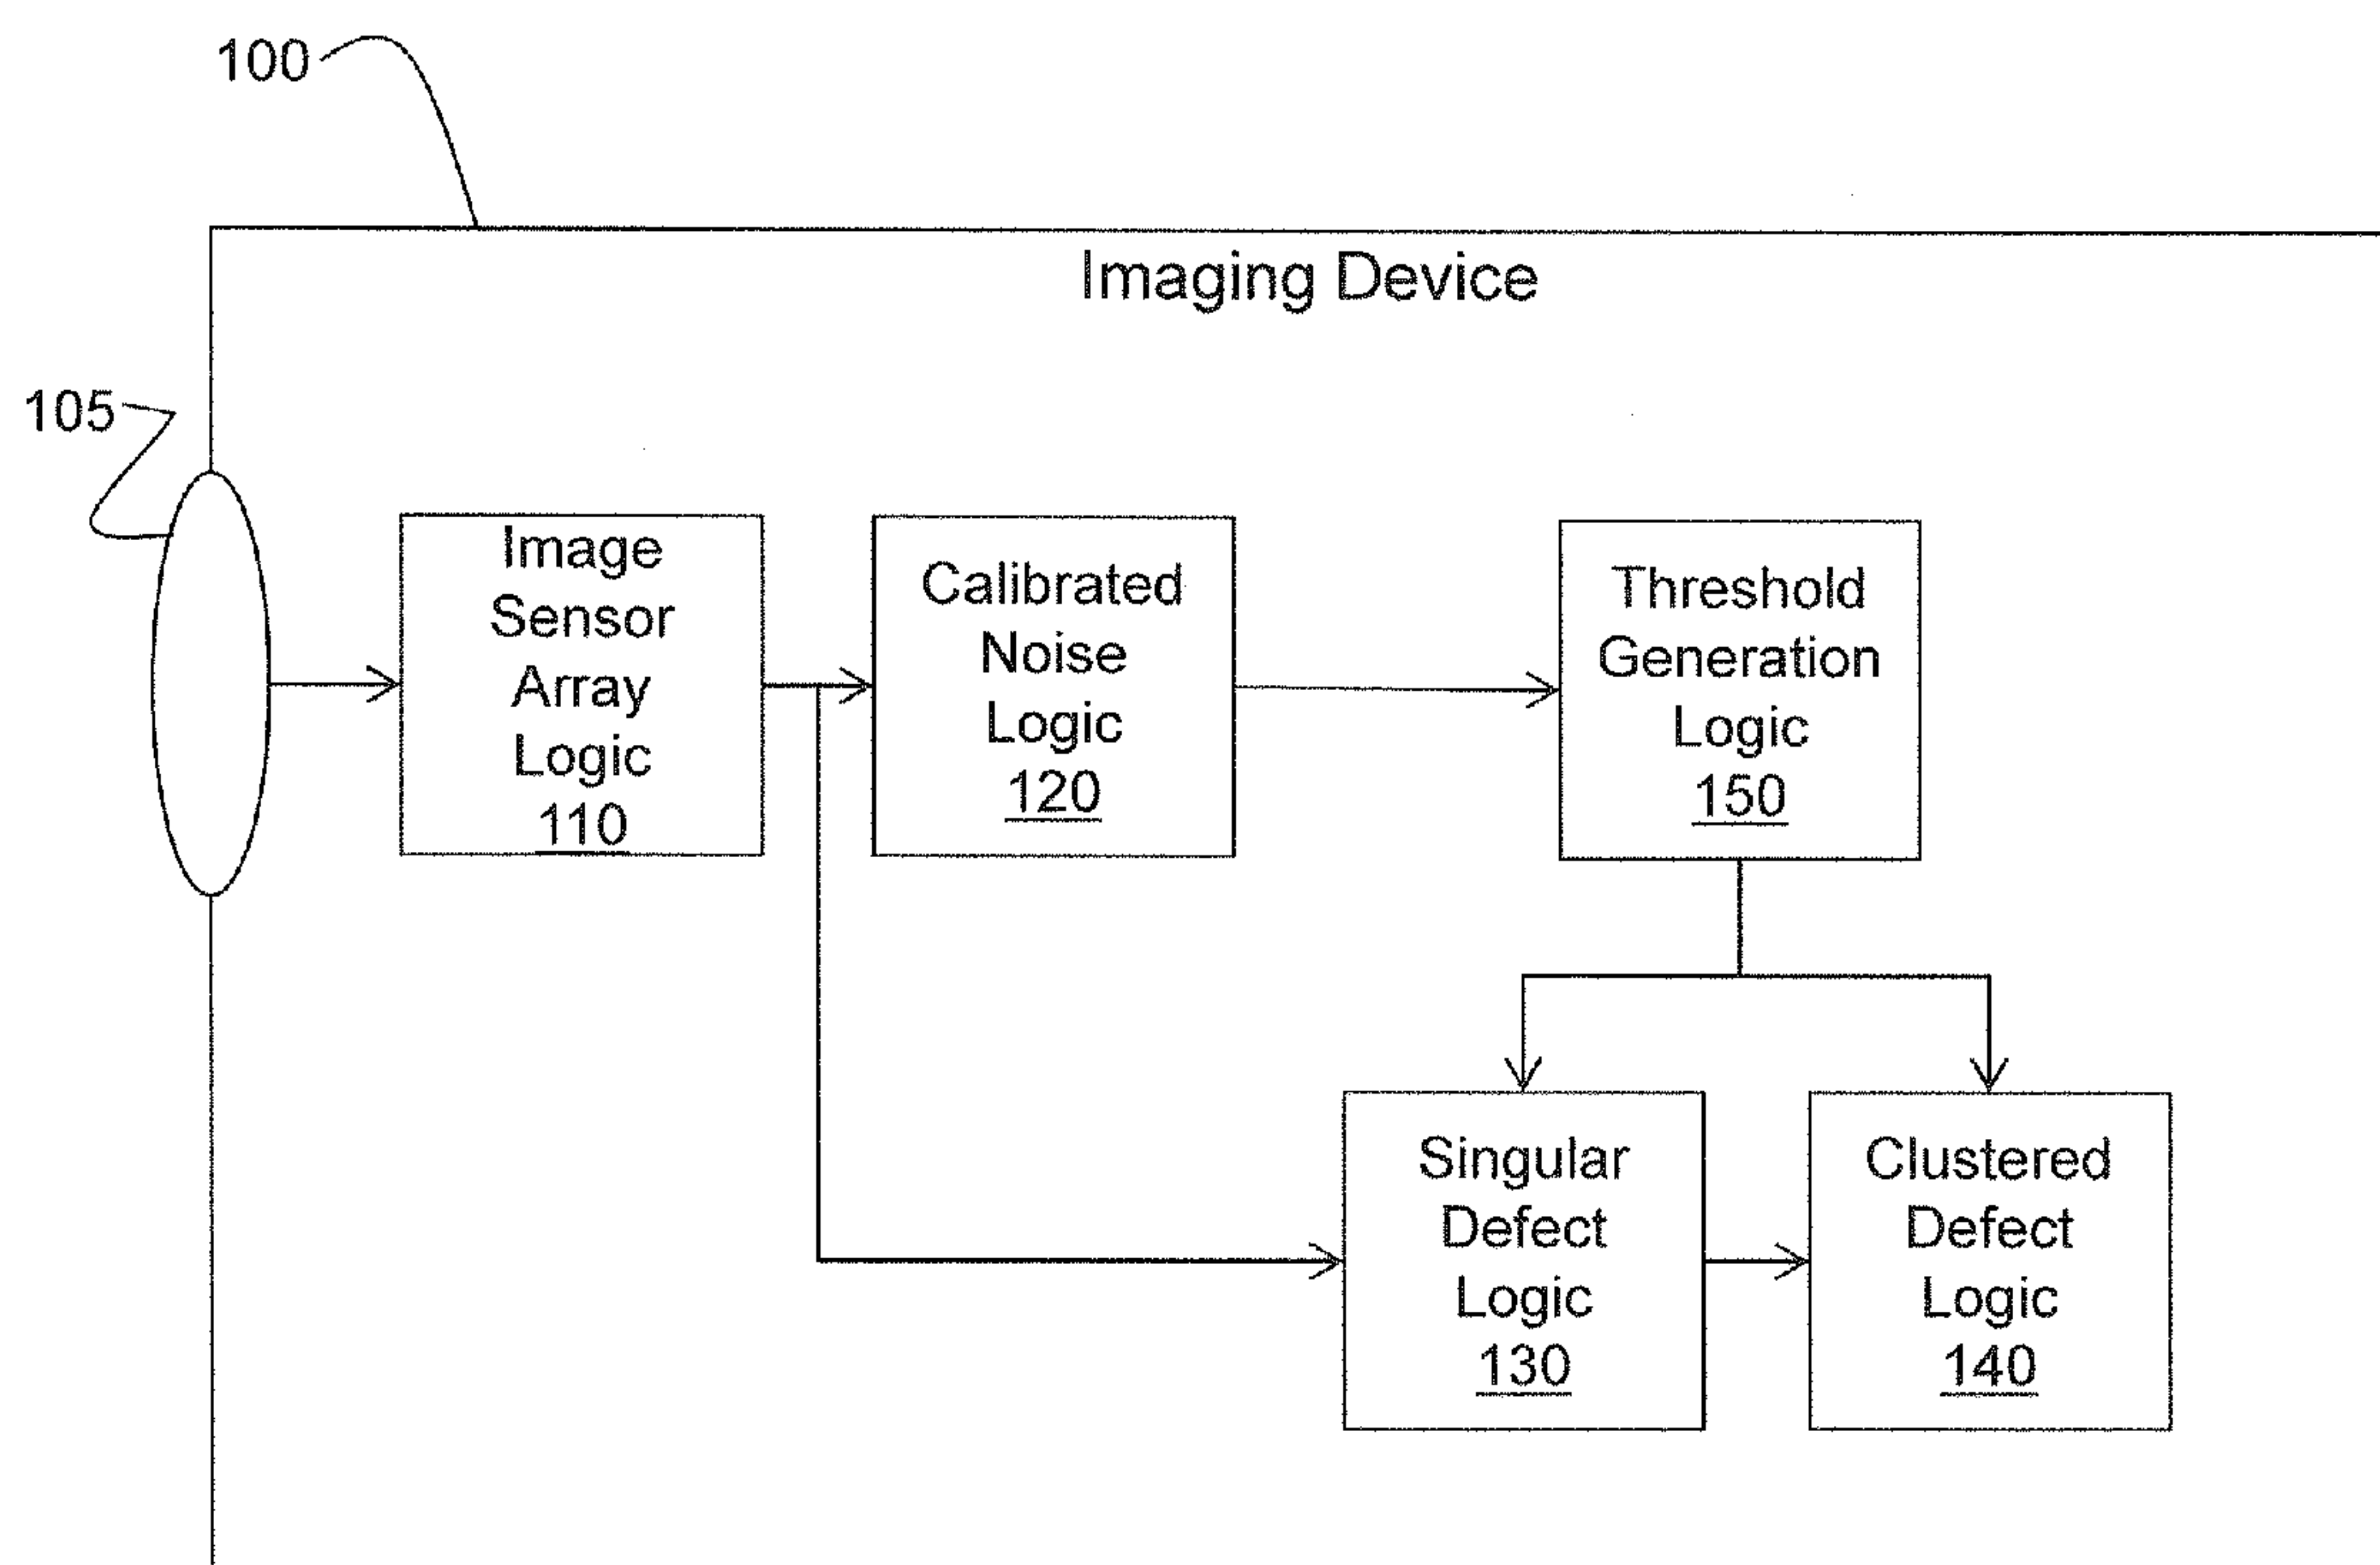 100
Imaging Device
105
Image
Sensor
Array
Logic
110
Calibrated
Noise
Logic
120
Threshold
Generation
Logic
150
Singular
Defect
Logic
130
Clustered
Defect
Logic
140